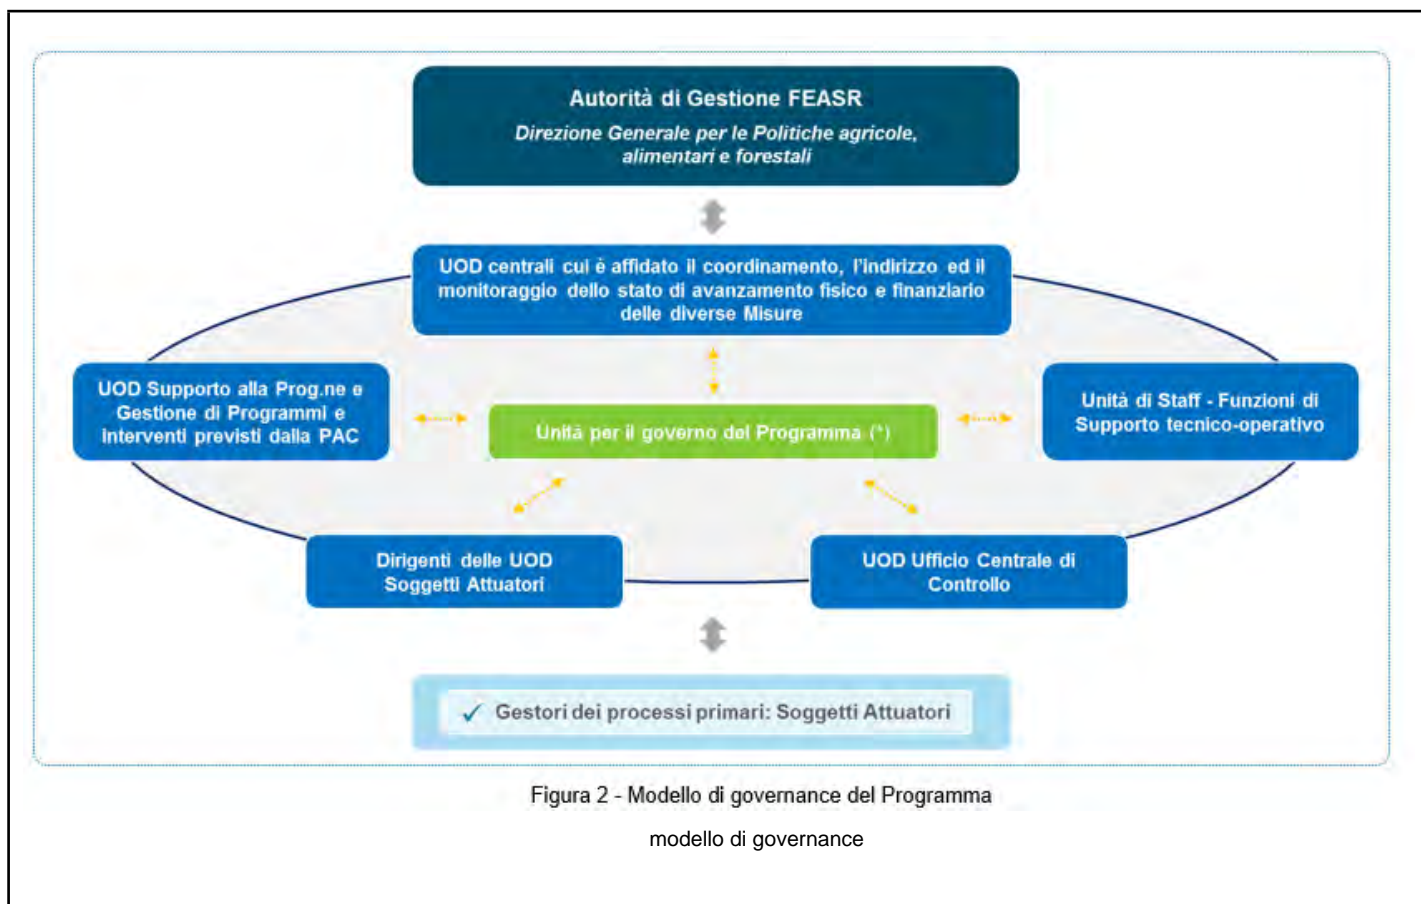 Autorità di Gestione FEASR
Direzione Generale per le Politiche agricole,
alimentari e forestali
UOD centrali cui è affidato il coordinamento, l'indirizzo ed il
monitoraggio dello stato di avanzamento fisico e finanziario
delle diverse Misure
UOD Supporto alla Prog.ne e
Gestione di Programmi e
Interventi previsti dalla PAC
Unità per il governo del Programma (*)
Unità di Staff - Funzioni di
Supporto tecnico-operativo
Dirigenti delle UOD
Soggetti Attuatori
UOD Ufficio Centrale di
Controllo
✓ Gestori dei processi primari: Soggetti Attuatori
Figura 2 - Modello di governance del Programma
modello di governance